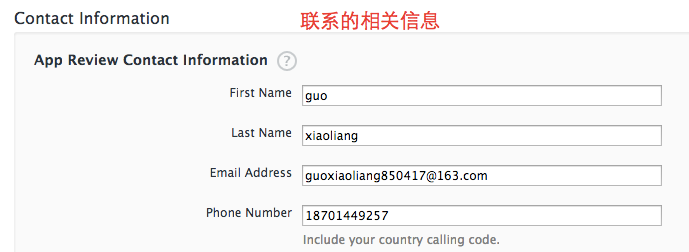 Contact Information 联系的相关信息
App Review Contact Information ?
First Name guo
Last Name xiaoliang
Email Address guoxiaoliang850417@163.com
Phone Number 18701449257
Include your country calling code.